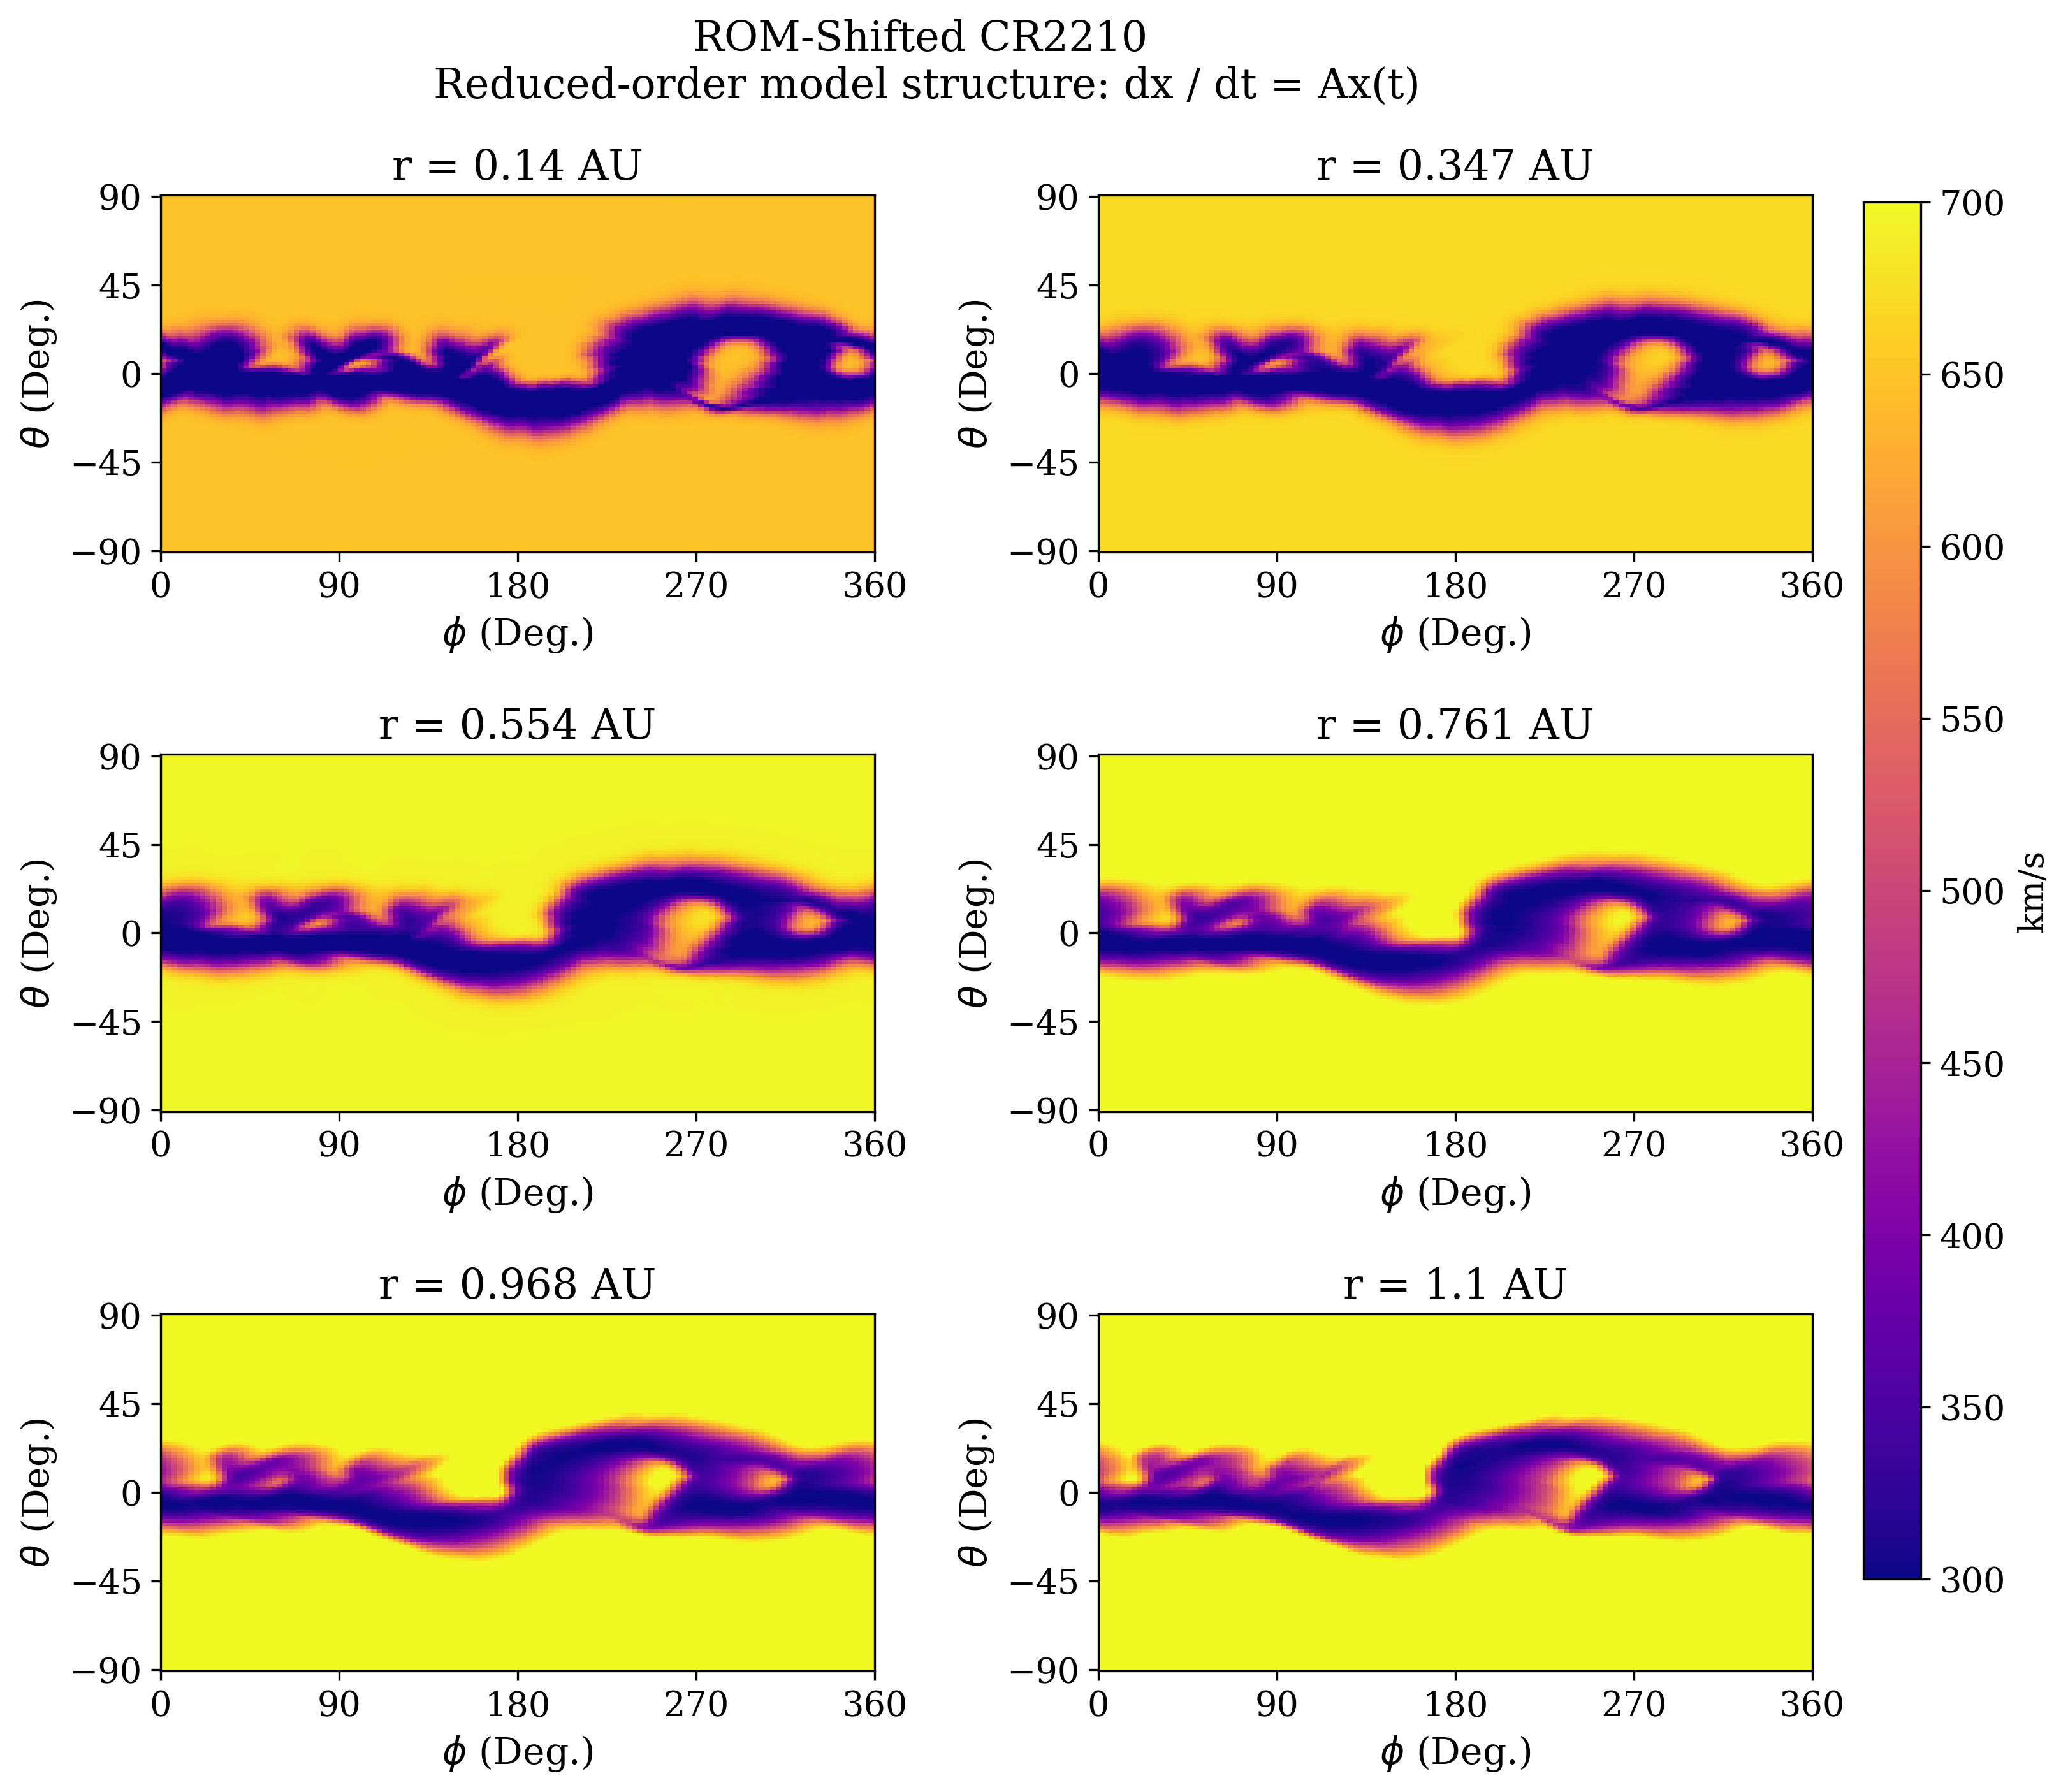 ROM-Shifted CR2210
Reduced-order model structure: dx / dt = Ax(t)
r = 0.14 AU
90
45
0
−45
−90
θ (Deg.)
0 90 180 270 360
ϕ (Deg.)
r = 0.347 AU
90
45
0
−45
−90
θ (Deg.)
0 90 180 270 360
ϕ (Deg.)
r = 0.554 AU
90
45
0
−45
−90
θ (Deg.)
0 90 180 270 360
ϕ (Deg.)
r = 0.761 AU
90
45
0
−45
−90
θ (Deg.)
0 90 180 270 360
ϕ (Deg.)
r = 0.968 AU
90
45
0
−45
−90
θ (Deg.)
0 90 180 270 360
ϕ (Deg.)
r = 1.1 AU
90
45
0
−45
−90
θ (Deg.)
0 90 180 270 360
ϕ (Deg.)
700
650
600
550
500
450
400
350
300
km/s